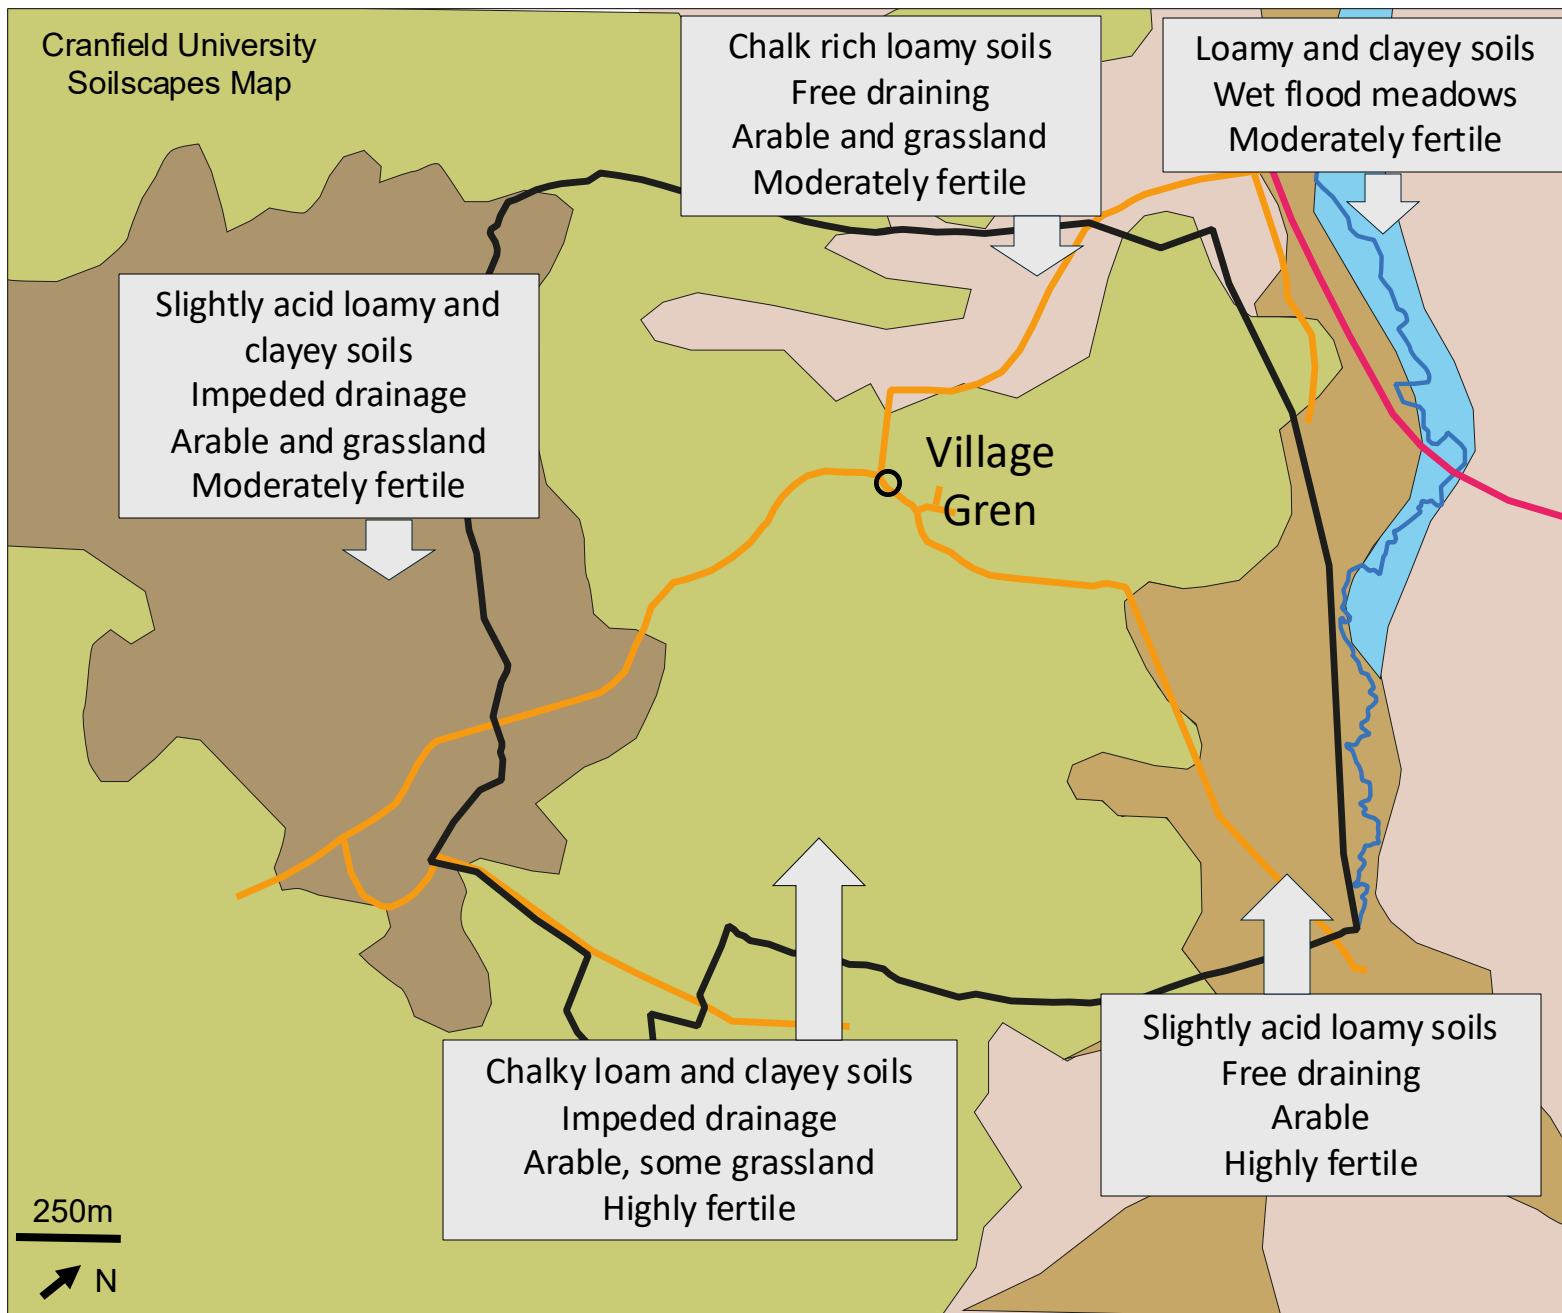 Cranfield University
Soilscapes Map
Chalk rich loamy soils
Free draining
Arable and grassland
Moderately fertile
Loamy and clayey soils
Wet flood meadows
Moderately fertile
Slightly acid loamy and
clayey soils
Impeded drainage
Arable and grassland
Moderately fertile
Village
Gren
Chalky loam and clayey soils
Impeded drainage
Arable, some grassland
Highly fertile
Slightly acid loamy soils
Free draining
Arable
Highly fertile
250m
N